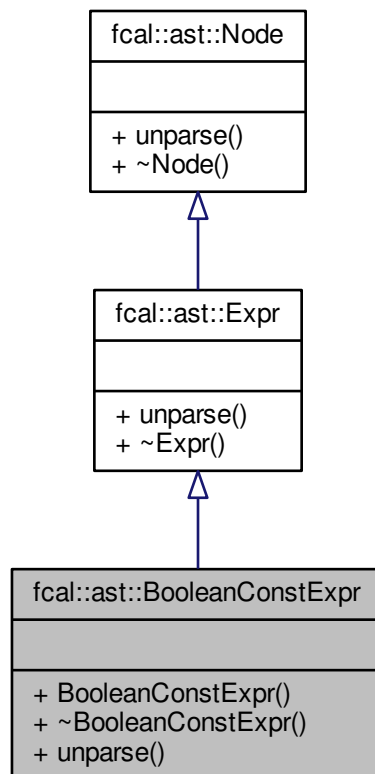 fcal::ast::Node
+ unparse()
+ ~Node()
fcal::ast::Expr
+ unparse()
+ ~Expr()
fcal::ast::BooleanConstExpr
+ BooleanConstExpr()
+ ~BooleanConstExpr()
+ unparse()